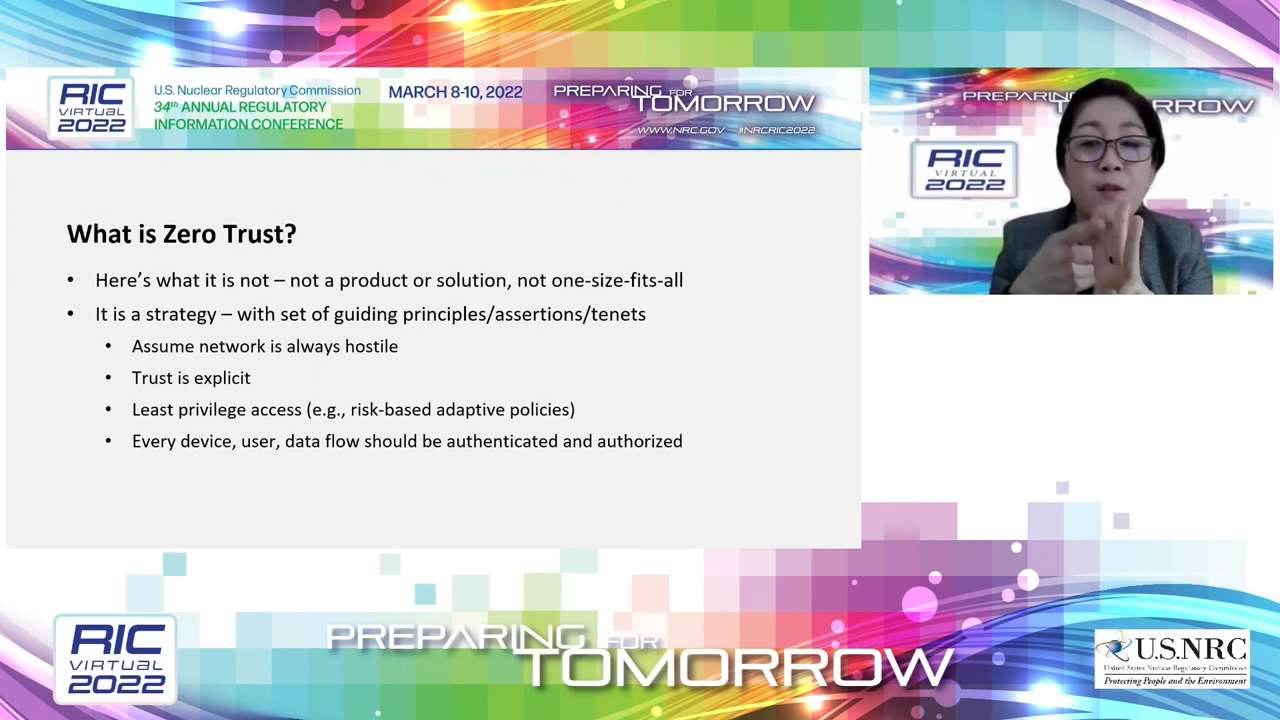 RIC
VIRTUAL
2022
U.S. Nuclear Regulatory Commission
34th ANNUAL REGULATORY
INFORMATION CONFERENCE
MARCH 8-10, 2022
PREPARING FOR
TOMORROW
WWW.NRC.GOV #NRCRIC2022
PREPARING
TOMORROW
RIC
VIRTUAL
2022
What is Zero Trust?
• Here's what it is not – not a product or solution, not one-size-fits-all
• It is a strategy – with set of guiding principles/assertions/tenets
• Assume network is always hostile
• Trust is explicit
• Least privilege access (e.g., risk-based adaptive policies)
• Every device, user, data flow should be authenticated and authorized
RIC
VIRTUAL
2022
PREPARING FOR
TOMORROW
U.S.NRC
United States Nuclear Regulatory Commission
Protecting People and the Environment